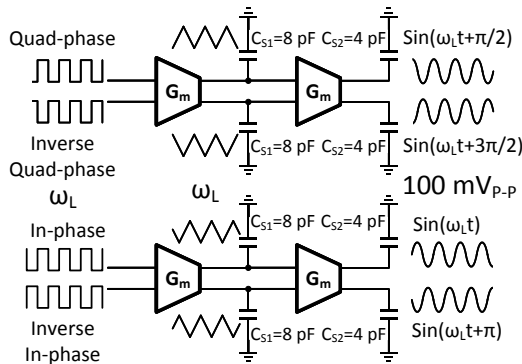 Quad-phase
C_S1=8 pF C_S2=4 pF
Sin(ω_Lt+π/2)
G_m
G_m
Inverse
Quad-phase
C_S1=8 pF C_S2=4 pF
Sin(ω_Lt+3π/2)
ω_L
ω_L
100 mV_P-P
In-phase
C_S1=8 pF C_S2=4 pF
Sin(ω_Lt)
G_m
G_m
Inverse
In-phase
C_S1=8 pF C_S2=4 pF
Sin(ω_Lt+π)